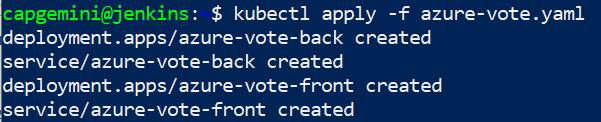 capgemini@jenkins:~$ kubectl apply -f azure-vote.yaml
deployment.apps/azure-vote-back created
service/azure-vote-back created
deployment.apps/azure-vote-front created
service/azure-vote-front created